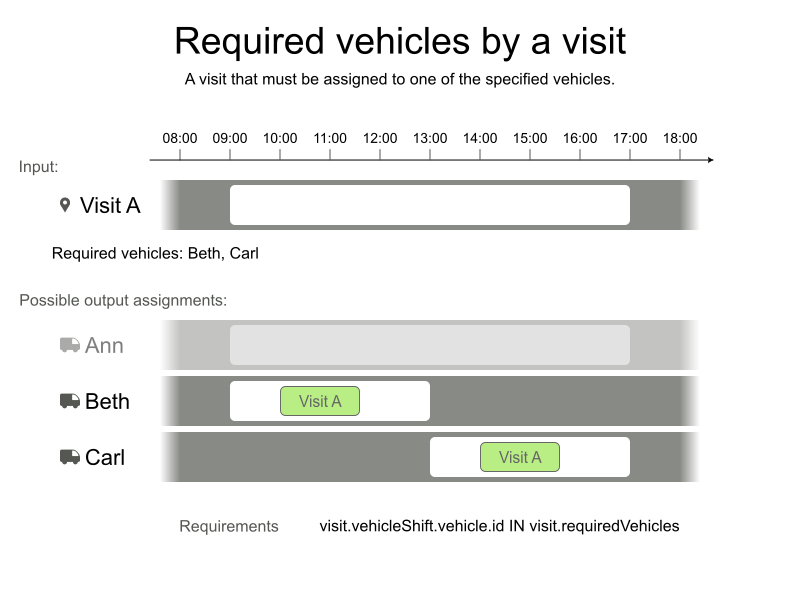 Required vehicles by a visit
A visit that must be assigned to one of the specified vehicles.
08:00 09:00 10:00 11:00 12:00 13:00 14:00 15:00 16:00 17:00 18:00
Input:
Visit A
Required vehicles: Beth, Carl
Possible output assignments:
Ann
Beth Visit A
Carl Visit A
Requirements visit.vehicleShift.vehicle.id IN visit.requiredVehicles